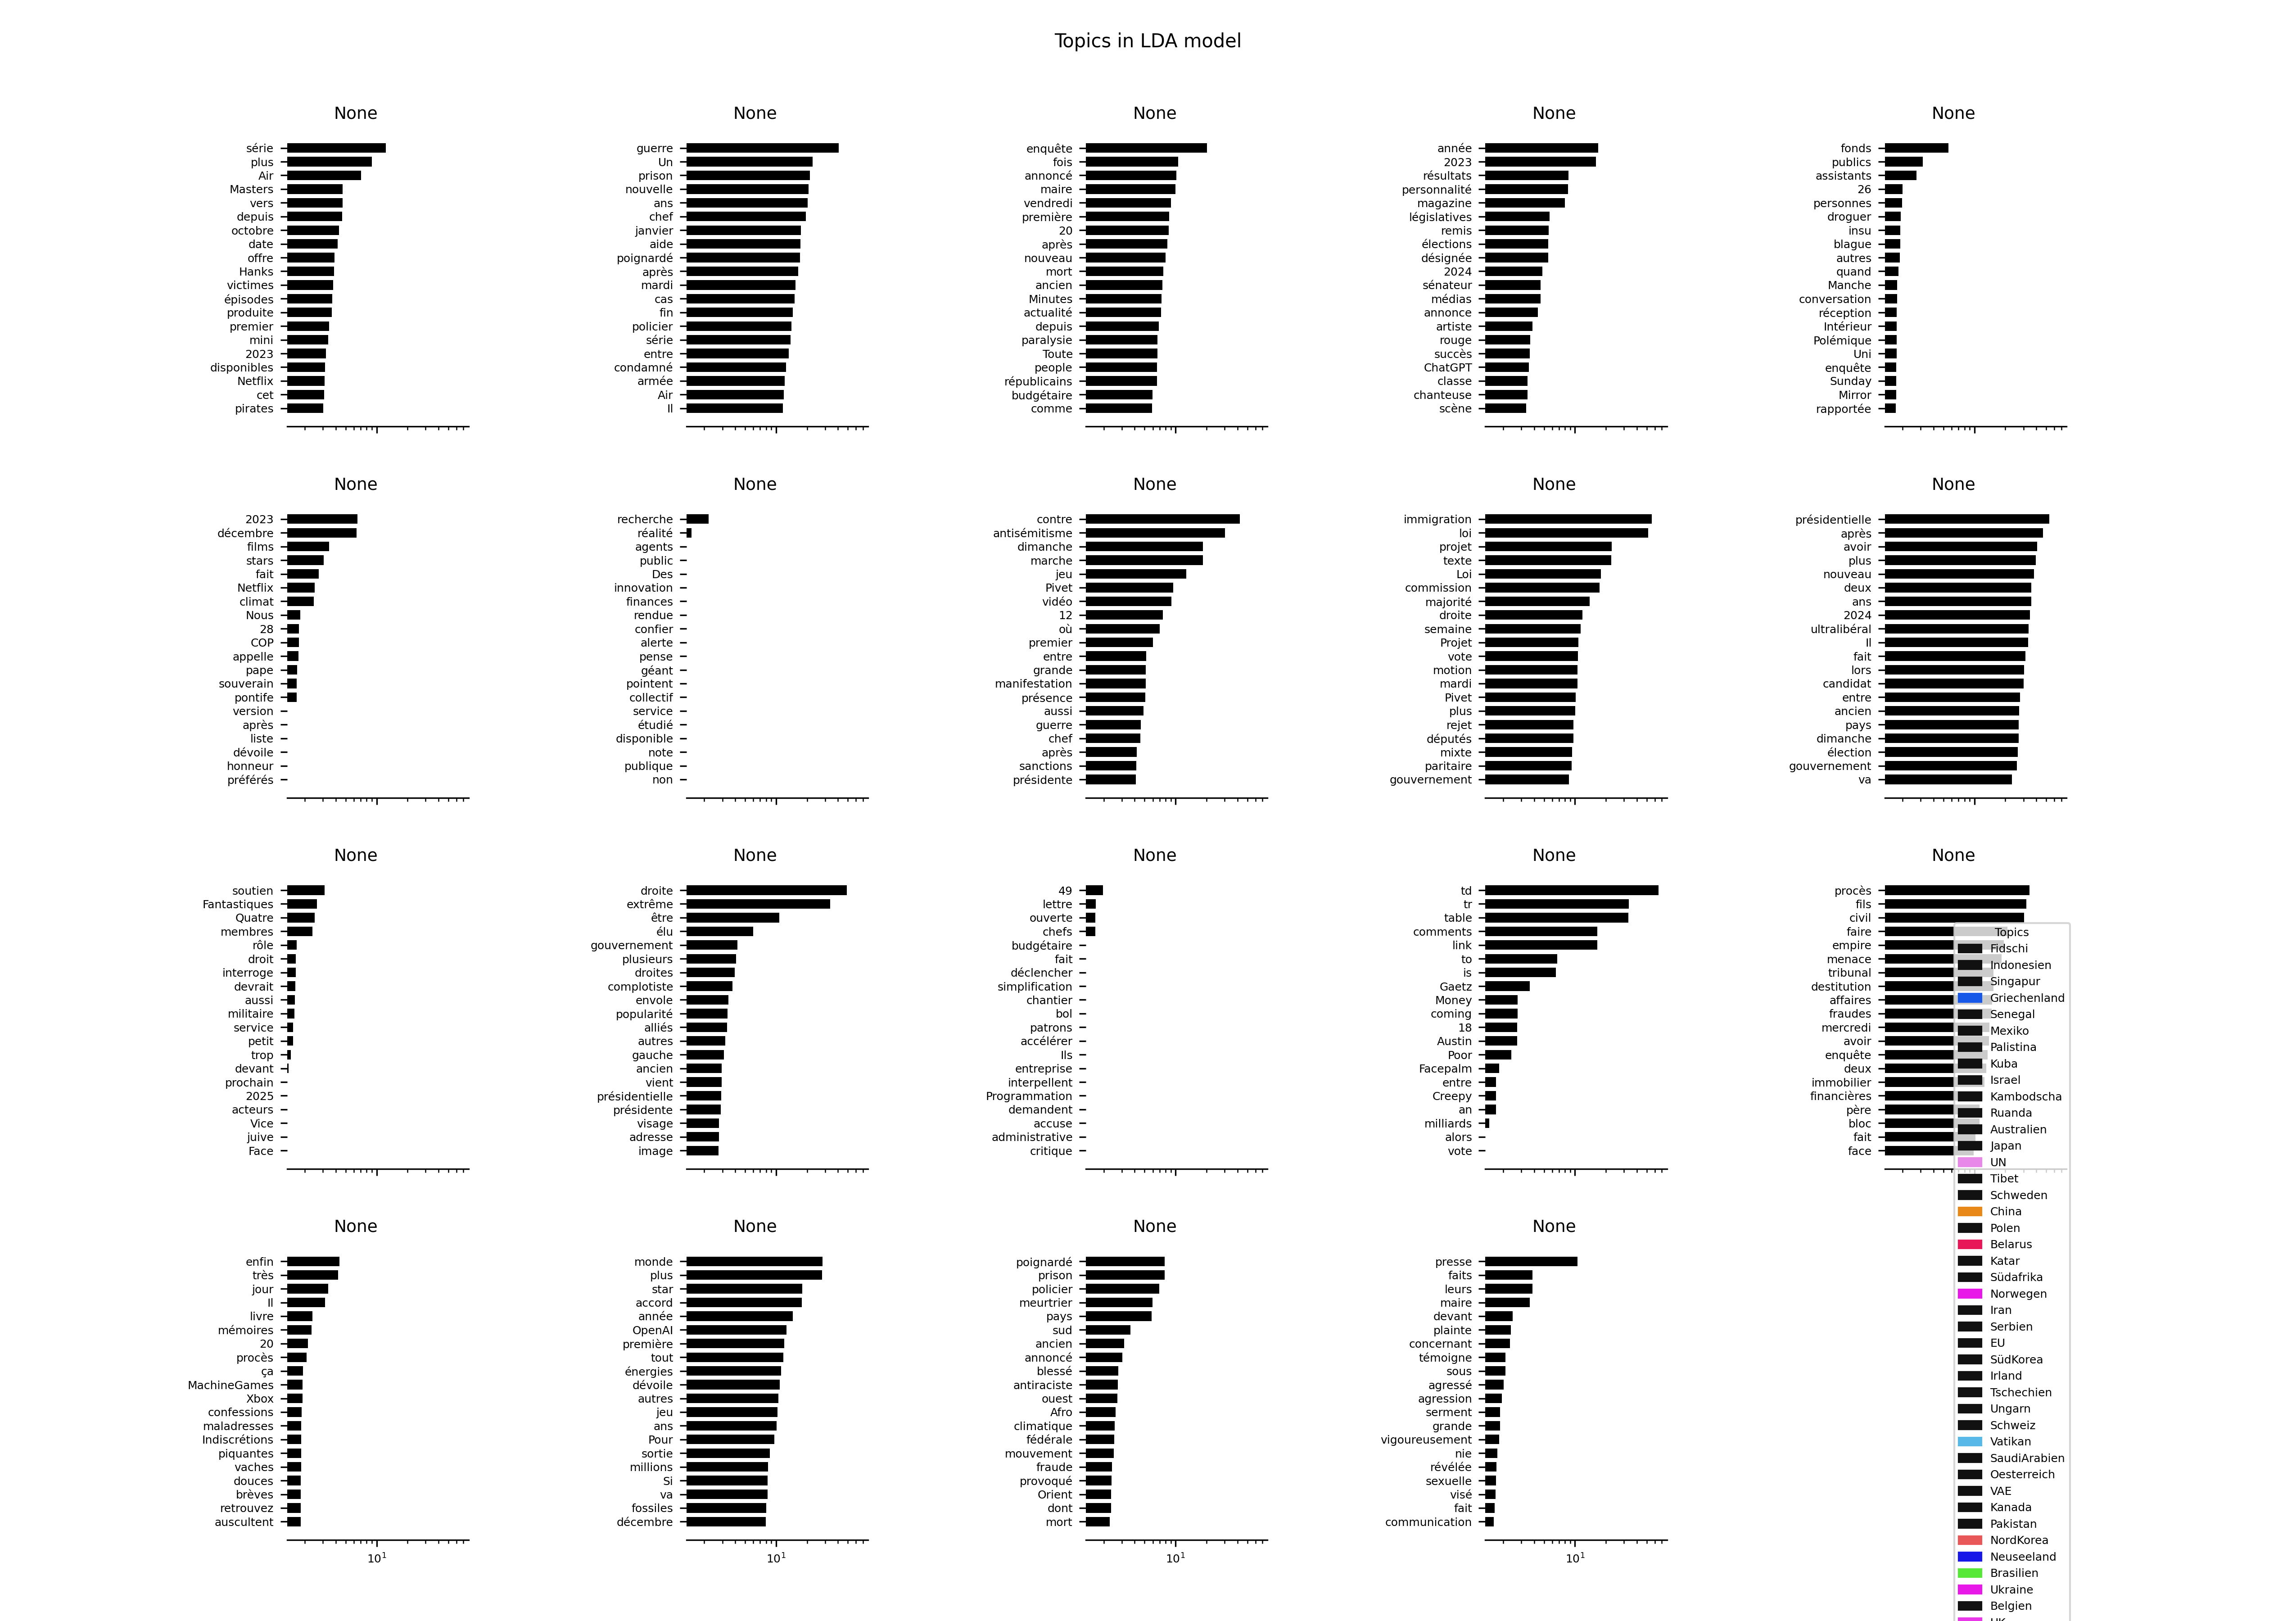 Topics in LDA model
None
série
plus
Air
Masters
vers
depuis
octobre
date
offre
Hanks
victimes
épisodes
produite
premier
mini
2023
disponibles
Netflix
cet
pirates
None
guerre
Un
prison
nouvelle
ans
chef
janvier
aide
poignardé
après
mardi
cas
fin
policier
série
entre
condamné
armée
Air
Il
None
enquête
fois
annoncé
maire
vendredi
première
20
après
nouveau
mort
ancien
Minutes
actualité
depuis
paralysie
Toute
people
républicains
budgétaire
comme
None
année
2023
résultats
personnalité
magazine
législatives
remis
élections
désignée
2024
sénateur
médias
annonce
artiste
rouge
succès
ChatGPT
classe
chanteuse
scène
None
fonds
publics
assistants
26
personnes
droguer
insu
blague
autres
quand
Manche
conversation
réception
Intérieur
Polémique
Uni
enquête
Sunday
Mirror
rapportée
None
2023
décembre
films
stars
fait
Netflix
climat
Nous
28
COP
appelle
pape
souverain
pontife
version
après
liste
dévoile
honneur
préférés
None
recherche
réalité
agents
public
Des
innovation
finances
rendue
confier
alerte
pense
géant
pointent
collectif
service
étudié
disponible
note
publique
non
None
contre
antisémitisme
dimanche
marche
jeu
Pivet
vidéo
12
où
premier
entre
grande
manifestation
présence
aussi
guerre
chef
après
sanctions
présidente
None
immigration
loi
projet
texte
Loi
commission
majorité
droite
semaine
Projet
vote
motion
mardi
Pivet
plus
rejet
députés
mixte
paritaire
gouvernement
None
présidentielle
après
avoir
plus
nouveau
deux
ans
2024
ultralibéral
Il
fait
lors
candidat
entre
ancien
pays
dimanche
élection
gouvernement
va
None
soutien
Fantastiques
Quatre
membres
rôle
droit
interroge
devrait
aussi
militaire
service
petit
trop
devant
prochain
2025
acteurs
Vice
juive
Face
None
droite
extrême
être
élu
gouvernement
plusieurs
droites
complotiste
envole
popularité
alliés
autres
gauche
ancien
vient
présidentielle
présidente
visage
adresse
image
None
49
lettre
ouverte
chefs
budgétaire
fait
déclencher
simplification
chantier
bol
patrons
accélérer
Ils
entreprise
interpellent
Programmation
demandent
accuse
administrative
critique
None
td
tr
table
comments
link
to
is
Gaetz
Money
coming
18
Austin
Poor
Facepalm
entre
Creepy
an
milliards
alors
vote
None
procès
fils
civil
faire
empire
menace
tribunal
destitution
affaires
fraudes
mercredi
avoir
enquête
deux
immobilier
financières
père
bloc
fait
face
None
enfin
très
jour
Il
livre
mémoires
20
procès
ça
MachineGames
Xbox
confessions
maladresses
Indiscrétions
piquantes
vaches
douces
brèves
retrouvez
auscultent
10¹
None
monde
plus
star
accord
année
OpenAI
première
tout
énergies
dévoile
autres
jeu
ans
Pour
sortie
millions
Si
va
fossiles
décembre
10¹
None
poignardé
prison
policier
meurtrier
pays
sud
ancien
annoncé
blessé
antiraciste
ouest
Afro
climatique
fédérale
mouvement
fraude
provoqué
Orient
dont
mort
10¹
None
presse
faits
leurs
maire
devant
plainte
concernant
témoigne
sous
agressé
agression
serment
grande
vigoureusement
nie
révélée
sexuelle
visé
fait
communication
10¹
Topics
Fidschi
Indonesien
Singapur
Griechenland
Senegal
Mexiko
Palistina
Kuba
Israel
Kambodscha
Ruanda
Australien
Japan
UN
Tibet
Schweden
China
Polen
Belarus
Katar
Südafrika
Norwegen
Iran
Serbien
EU
SüdKorea
Irland
Tschechien
Ungarn
Schweiz
Vatikan
SaudiArabien
Oesterreich
VAE
Kanada
Pakistan
NordKorea
Neuseeland
Brasilien
Ukraine
Belgien